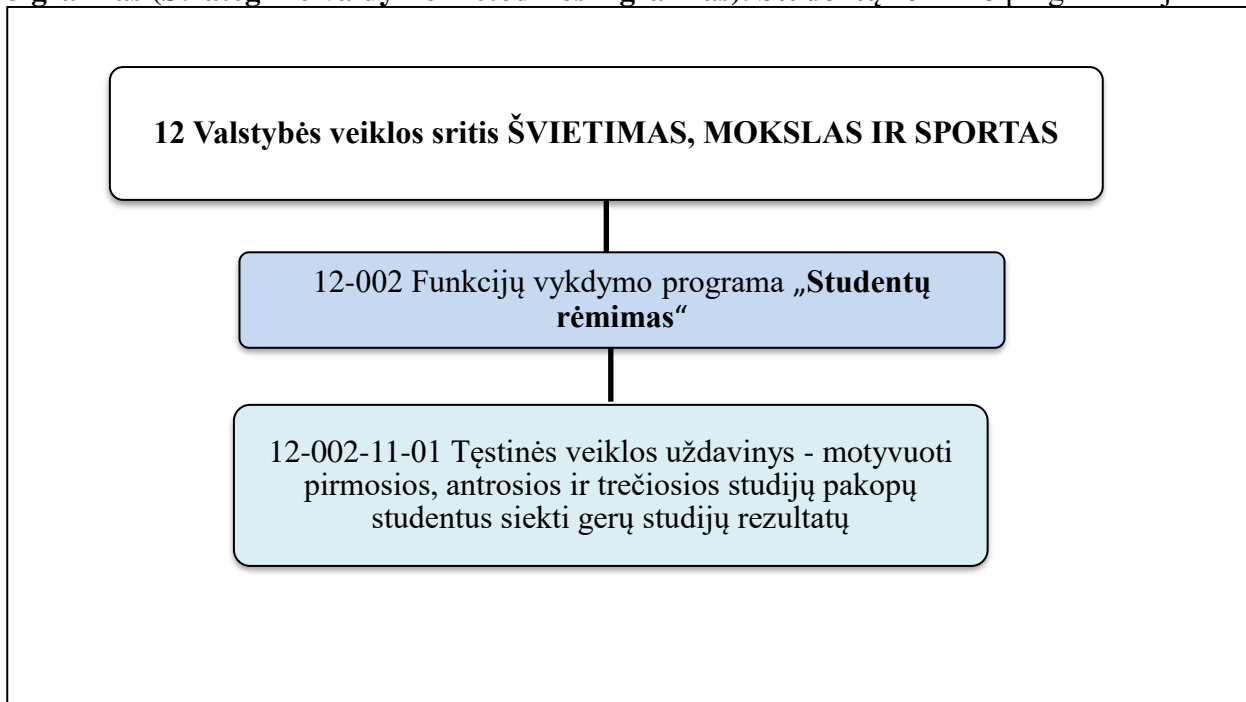 12 Valstybės veiklos sritis ŠVIETIMAS, MOKSLAS IR SPORTAS
12-002 Funkcijų vykdymo programa „Studentų
rėmimas“
12-002-11-01 Tęstinės veiklos uždavinys - motyvuoti
pirmosios, antrosios ir trečiosios studijų pakopų
studentus siekti gerų studijų rezultatų